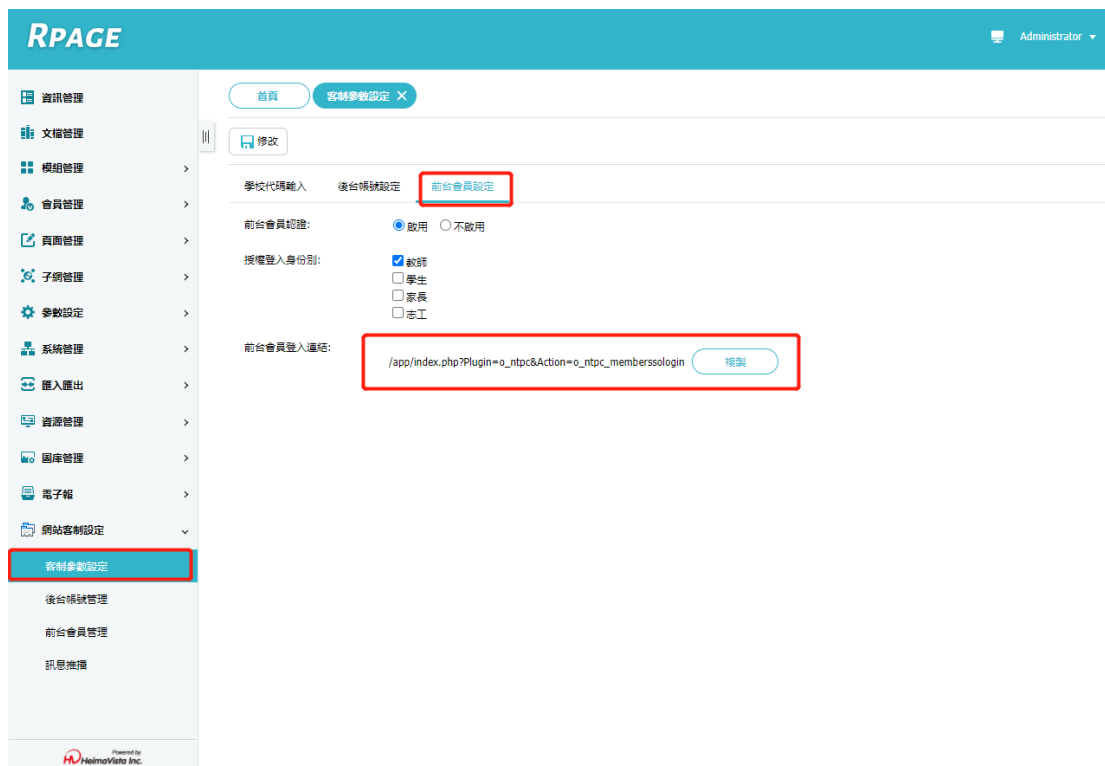 RPAGE
Administrator
資訊管理
文檔管理
模組管理
會員管理
頁面管理
子網管理
參數設定
系統管理
匯入匯出
資源管理
圖庫管理
電子報
網站客制設定
客制參數設定
後台帳號管理
前台會員管理
訊息推播
Powered by
HeimaVista Inc.
首頁
客制參數設定
修改
學校代碼輸入 後台帳號設定 前台會員設定
前台會員認證: 啟用 不啟用
授權登入身份別: 教師
學生
家長
志工
前台會員登入連結: /app/index.php?Plugin=o_ntpc&Action=o_ntpc_memberssologin 複製